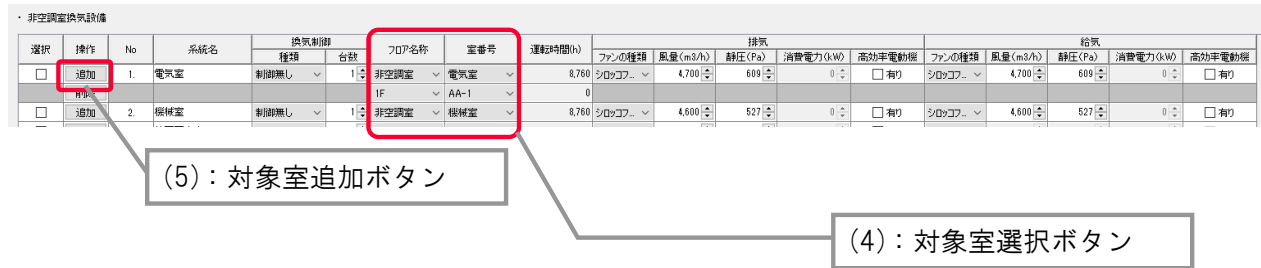 ・ 非空調室換気設備
選択 操作 No 系統名 換気制御 フロア名称 室番号 運転時間(h) 排気 給気
種類 台数 ファンの種類 風量(m3/h) 静圧(Pa) 消費電力(kW) 高効率電動機 ファンの種類 風量(m3/h) 静圧(Pa) 消費電力(kW) 高効率電動機
追加 1. 電気室 制御無し 1 非空調室 電気室 8,760 シロッコフ... 4,700 609 0 有り シロッコフ... 4,700 609 0 有り
削除 1F AA-1 0
追加 2. 機械室 制御無し 1 非空調室 機械室 8,760 シロッコフ... 4,600 527 0 有り シロッコフ... 4,600 527 0 有り
(5)：対象室追加ボタン
(4)：対象室選択ボタン